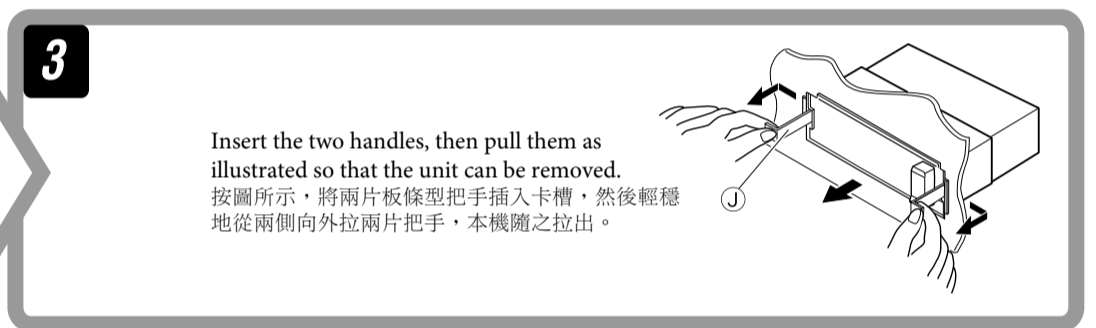 3
Insert the two handles, then pull them as
illustrated so that the unit can be removed.
按圖所示，將兩片板條型把手插入卡槽，然後輕穩
地從兩側向外拉兩片把手，本機隨之拉出。
Ⓙ